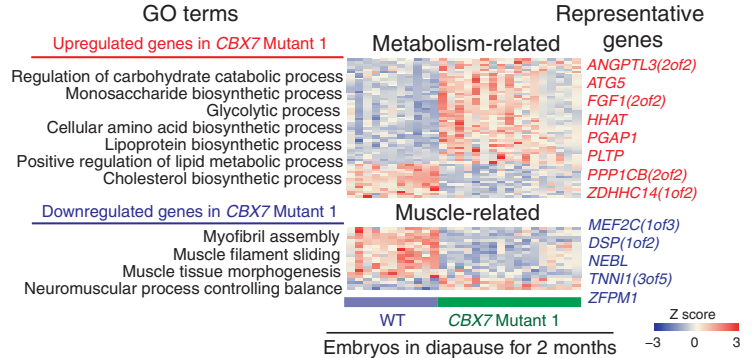 GO terms
Representative
genes
Upregulated genes in CBX7 Mutant 1
Metabolism-related
Regulation of carbohydrate catabolic process
Monosaccharide biosynthetic process
Glycolytic process
Cellular amino acid biosynthetic process
Lipoprotein biosynthetic process
Positive regulation of lipid metabolic process
Cholesterol biosynthetic process
ANGPTL3(2of2)
ATG5
FGF1(2of2)
HHAT
PGAP1
PLTP
PPP1CB(2of2)
ZDHHC14(1of2)
Downregulated genes in CBX7 Mutant 1
Muscle-related
Myofibril assembly
Muscle filament sliding
Muscle tissue morphogenesis
Neuromuscular process controlling balance
MEF2C(1of3)
DSP(1of2)
NEBL
TNNI1(3of5)
ZFPM1
WT
CBX7 Mutant 1
Embryos in diapause for 2 months
Z score
−3 0 3